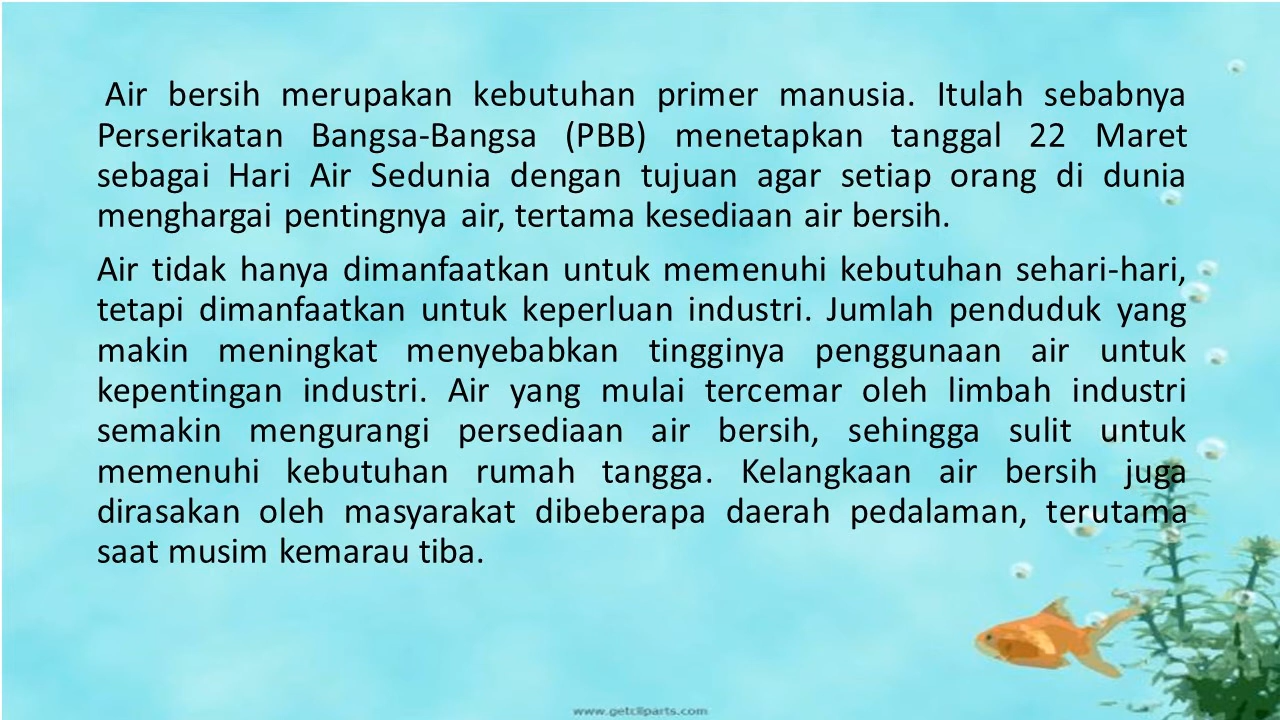 Air bersih merupakan kebutuhan primer manusia. Itulah sebabnya
Perserikatan Bangsa-Bangsa (PBB) menetapkan tanggal 22 Maret
sebagai Hari Air Sedunia dengan tujuan agar setiap orang di dunia
menghargai pentingnya air, tertama kesediaan air bersih.
Air tidak hanya dimanfaatkan untuk memenuhi kebutuhan sehari-hari,
tetapi dimanfaatkan untuk keperluan industri. Jumlah penduduk yang
makin meningkat menyebabkan tingginya penggunaan air untuk
kepentingan industri. Air yang mulai tercemar oleh limbah industri
semakin mengurangi persediaan air bersih, sehingga sulit untuk
memenuhi kebutuhan rumah tangga. Kelangkaan air bersih juga
dirasakan oleh masyarakat dibeberapa daerah pedalaman, terutama
saat musim kemarau tiba.
www.getcliparts.com